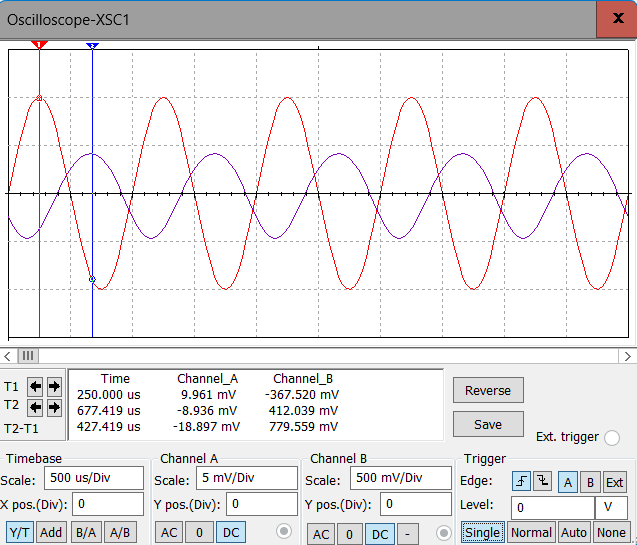 Oscilloscope-XSC1
X
1
2
T1
T2
T2-T1
Time Channel_A Channel_B
250.000 us 9.961 mV -367.520 mV
677.419 us -8.936 mV 412.039 mV
427.419 us -18.897 mV 779.559 mV
Reverse
Save
Ext. trigger
Timebase
Scale: 500 us/Div
X pos.(Div): 0
Y/T Add B/A A/B
Channel A
Scale: 5 mV/Div
Y pos.(Div): 0
AC 0 DC
Channel B
Scale: 500 mV/Div
Y pos.(Div): 0
AC 0 DC -
Trigger
Edge: A B Ext
Level: 0 V
Single Normal Auto None